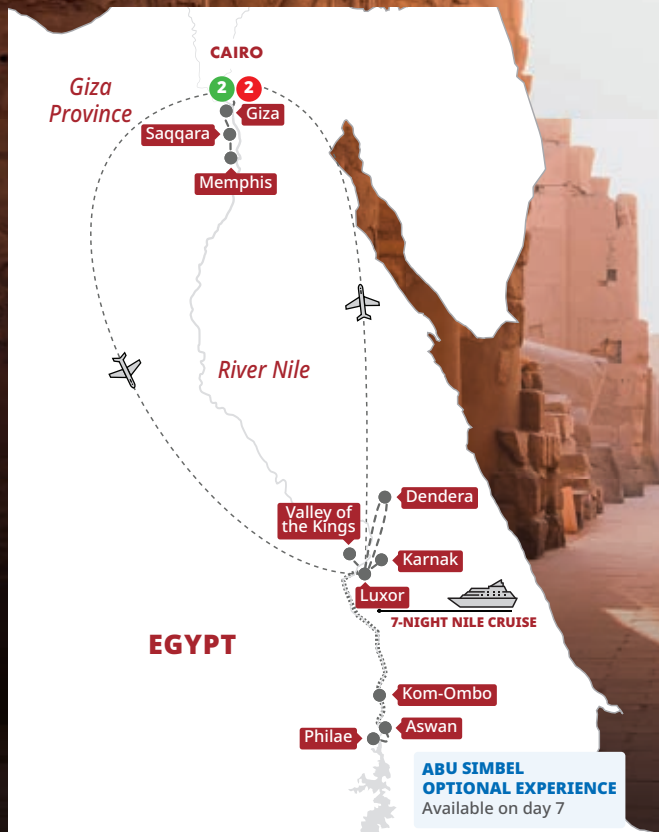 CAIRO
2 2
Giza
Province
Giza
Saqqara
Memphis
River Nile
Dendera
Valley of
the Kings
Karnak
Luxor
7-NIGHT NILE CRUISE
EGYPT
Kom-Ombo
Aswan
Philae
ABU SIMBEL
OPTIONAL EXPERIENCE
Available on day 7